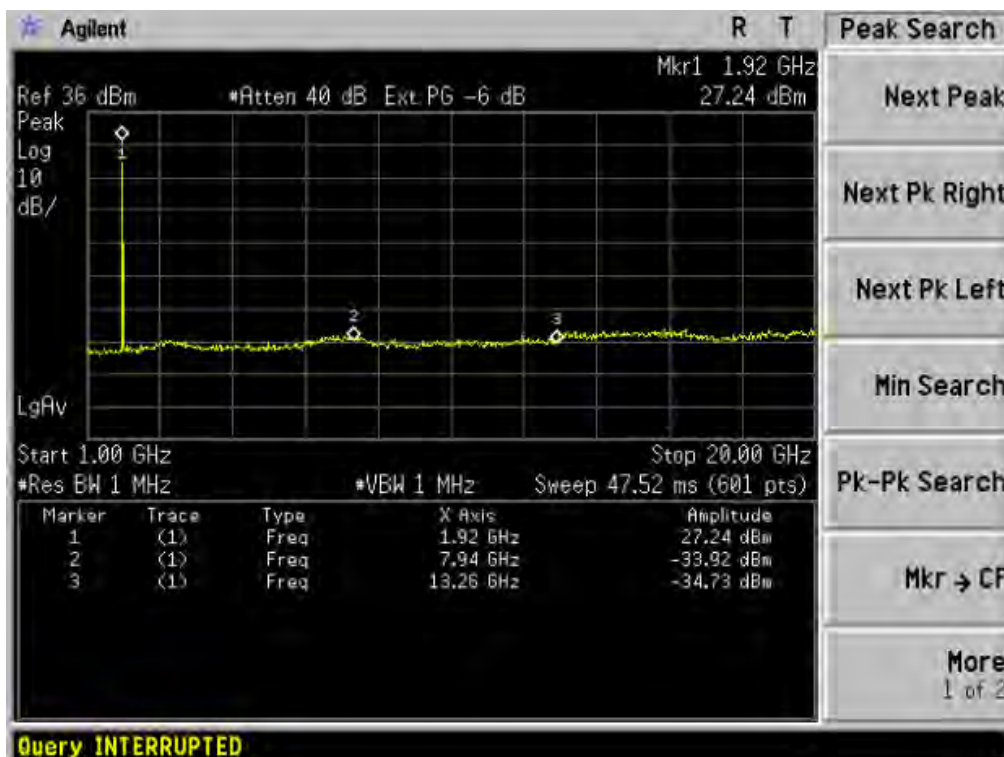 Agilent R T Peak Search
Mkr1 1.92 GHz
Ref 36 dBm *Atten 40 dB Ext PG -6 dB 27.24 dBm
Peak
Log
10
dB/
1
2
3
LgAv
Start 1.00 GHz Stop 20.00 GHz
*Res BW 1 MHz *VBW 1 MHz Sweep 47.52 ms (601 pts)
Marker Trace Type X Axis Amplitude
1 (1) Freq 1.92 GHz 27.24 dBm
2 (1) Freq 7.94 GHz -33.92 dBm
3 (1) Freq 13.26 GHz -34.73 dBm
Next Peak
Next Pk Right
Next Pk Left
Min Search
Pk-Pk Search
Mkr → CF
More
1 of 2
Query INTERRUPTED